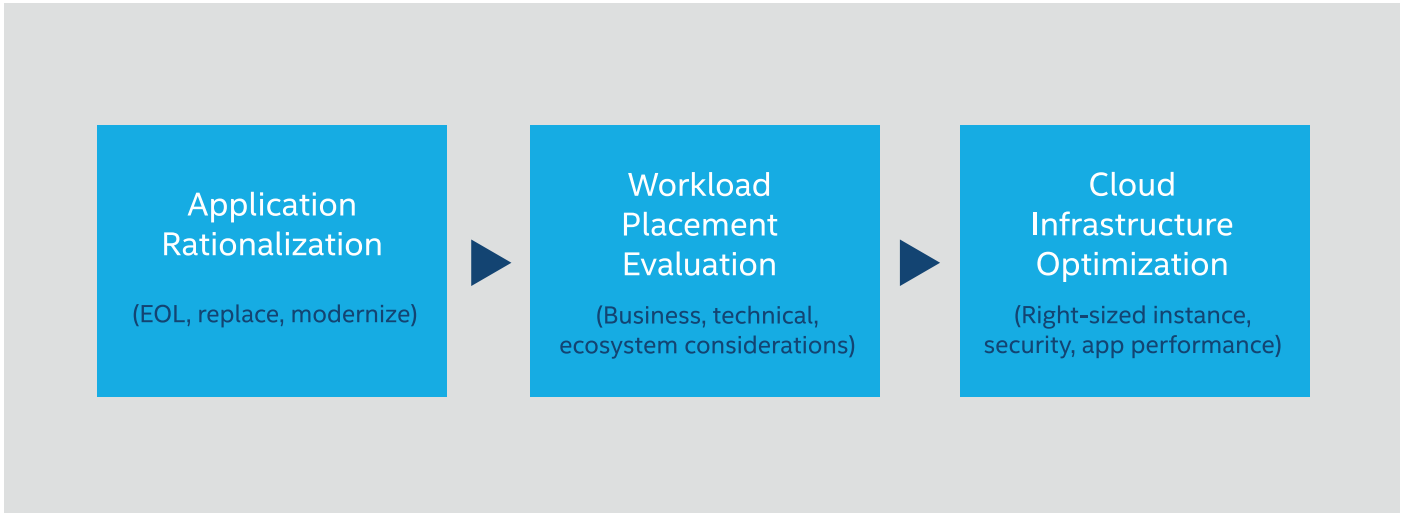 Application
Rationalization
(EOL, replace, modernize)
Workload
Placement
Evaluation
(Business, technical,
ecosystem considerations)
Cloud
Infrastructure
Optimization
(Right-sized instance,
security, app performance)